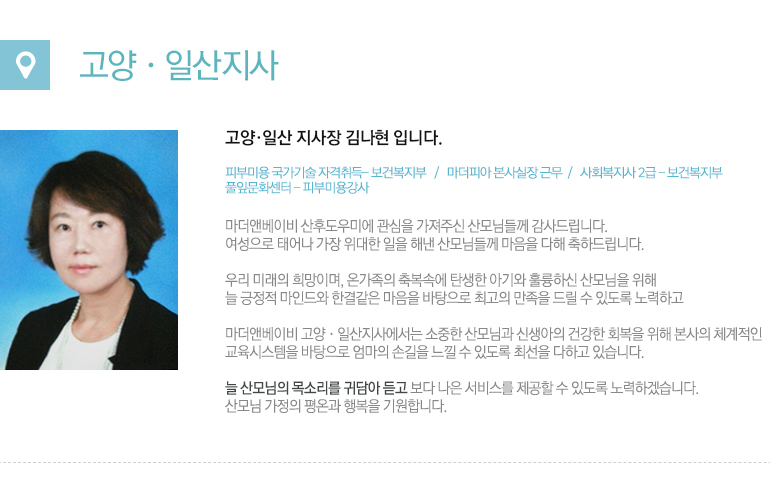 고양 · 일산지사
고양·일산 지사장 김나현 입니다.
피부미용 국가기술 자격취득- 보건복지부 / 마더피아 본사실장 근무 / 사회복지사 2급 - 보건복지부
풀잎문화센터 - 피부미용강사
마더앤베이비 산후도우미에 관심을 가져주신 산모님들께 감사드립니다.
여성으로 태어나 가장 위대한 일을 해낸 산모님들께 마음을 다해 축하드립니다.
우리 미래의 희망이며, 온가족의 축복속에 탄생한 아기와 훌륭하신 산모님을 위해
늘 긍정적 마인드와 한결같은 마음을 바탕으로 최고의 만족을 드릴 수 있도록 노력하고
마더앤베이비 고양 · 일산지사에서는 소중한 산모님과 신생아의 건강한 회복을 위해 본사의 체계적인
교육시스템을 바탕으로 엄마의 손길을 느낄 수 있도록 최선을 다하고 있습니다.
늘 산모님의 목소리를 귀담아 듣고 보다 나은 서비스를 제공할 수 있도록 노력하겠습니다.
산모님 가정의 평온과 행복을 기원합니다.